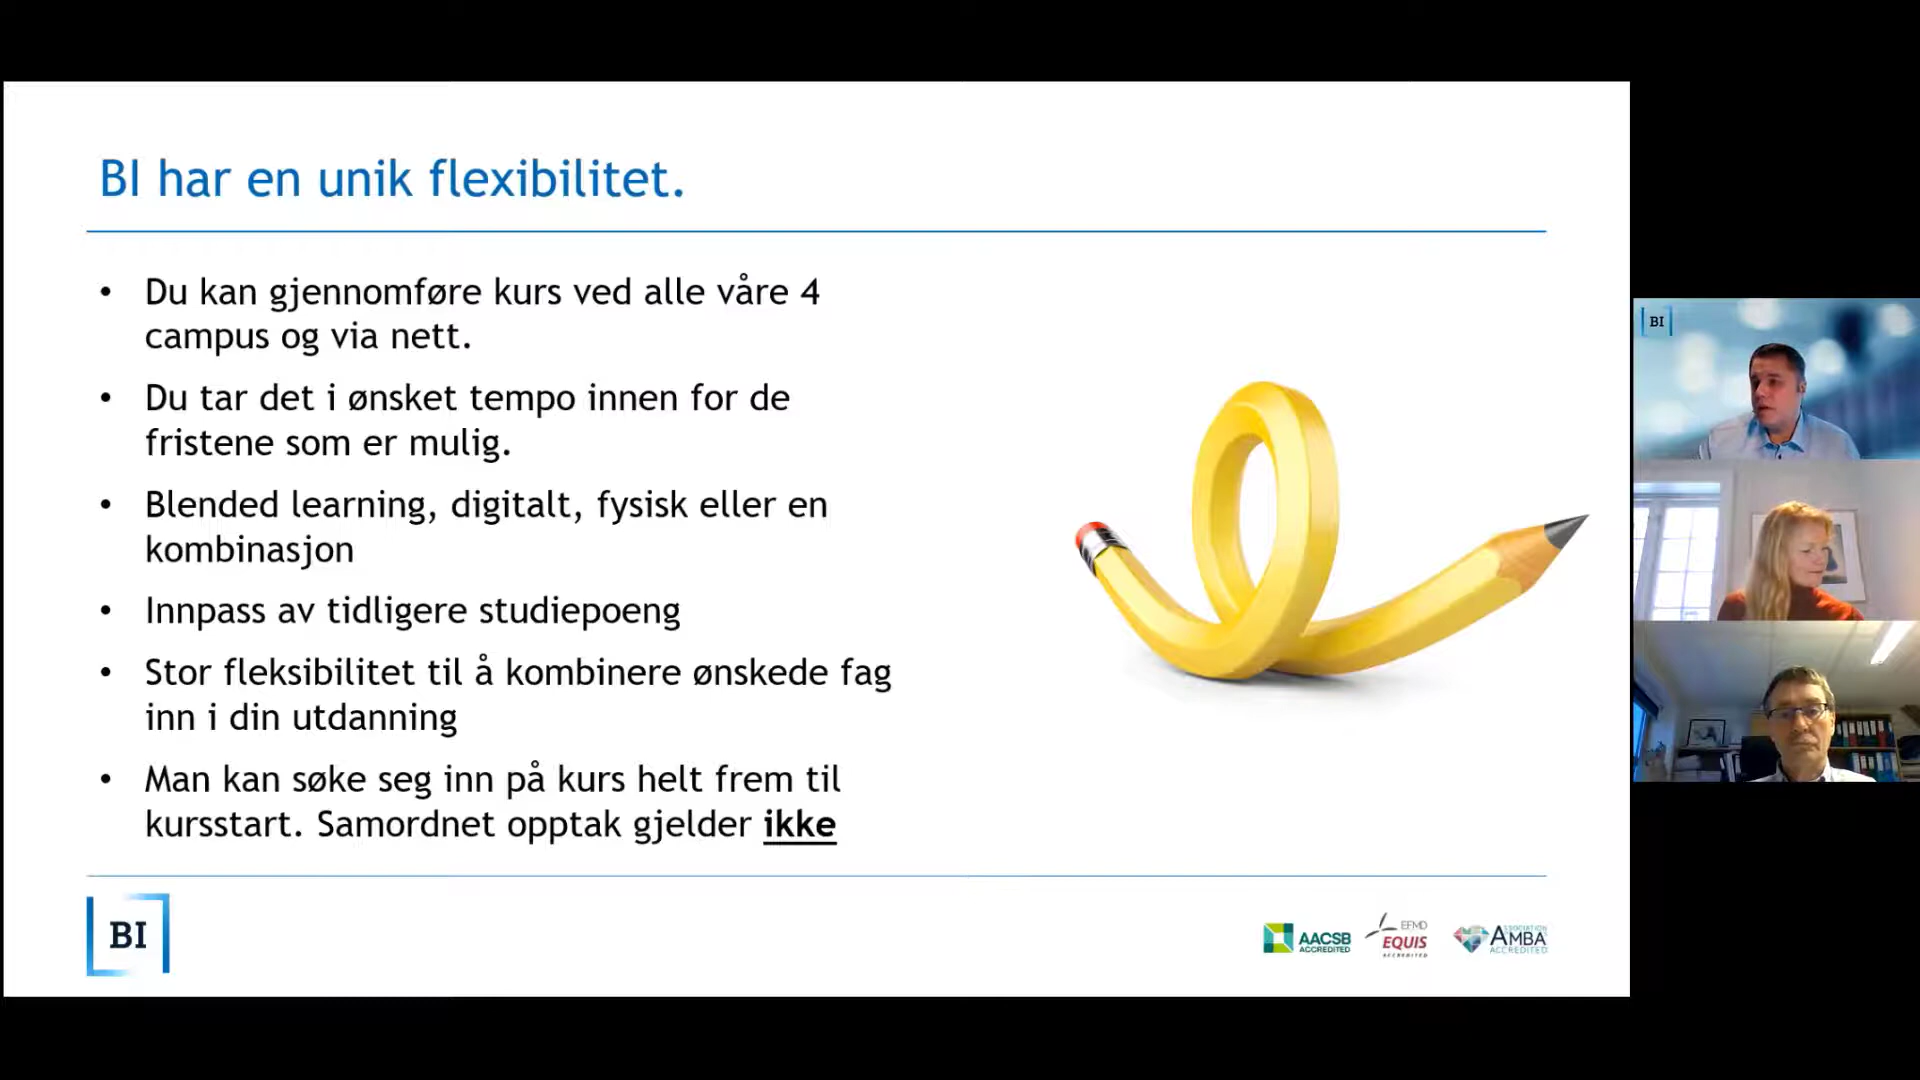 BI har en unik flexibilitet.
• Du kan gjennomføre kurs ved alle våre 4
campus og via nett.
• Du tar det i ønsket tempo innen for de
fristene som er mulig.
• Blended learning, digitalt, fysisk eller en
kombinasjon
• Innpass av tidligere studiepoeng
• Stor fleksibilitet til å kombinere ønskede fag
inn i din utdanning
• Man kan søke seg inn på kurs helt frem til
kursstart. Samordnet opptak gjelder ikke
BI
AACSB
ACCREDITED
EFMD
EQUIS
ACCREDITED
ASSOCIATION
AMBA
ACCREDITED
BI